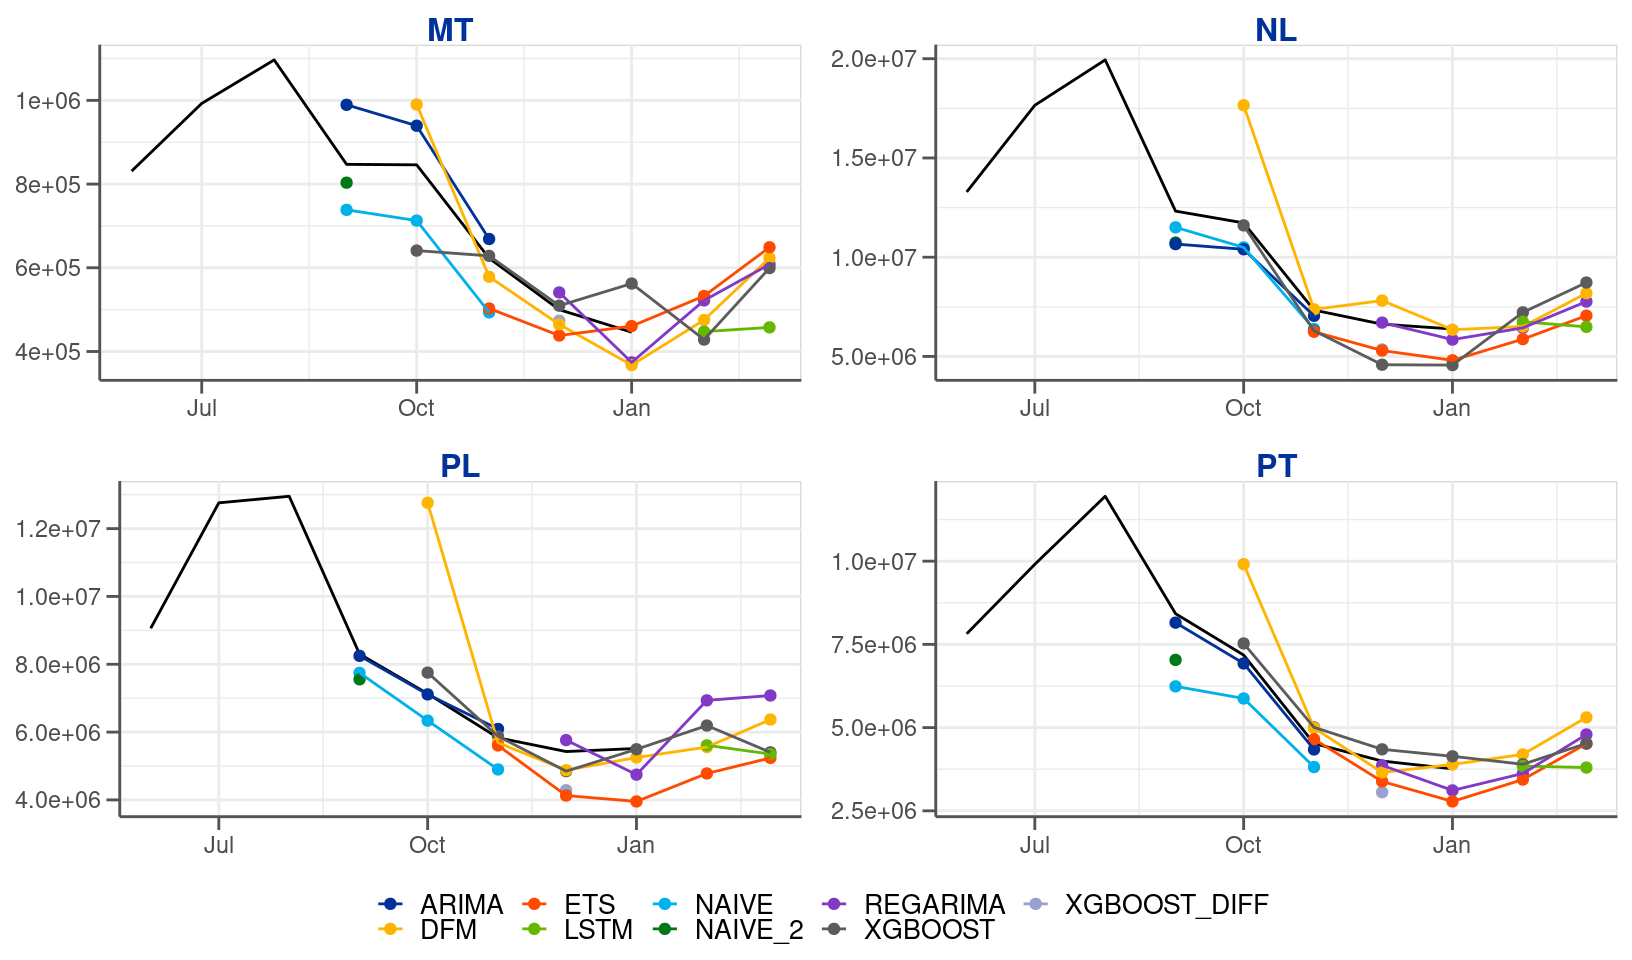 MT
1e+06
8e+05
6e+05
4e+05
Jul Oct Jan
NL
2.0e+07
1.5e+07
1.0e+07
5.0e+06
Jul Oct Jan
PL
1.2e+07
1.0e+07
8.0e+06
6.0e+06
4.0e+06
Jul Oct Jan
PT
1.0e+07
7.5e+06
5.0e+06
2.5e+06
Jul Oct Jan
ARIMA ETS NAIVE REGARIMA XGBOOST_DIFF
DFM LSTM NAIVE_2 XGBOOST